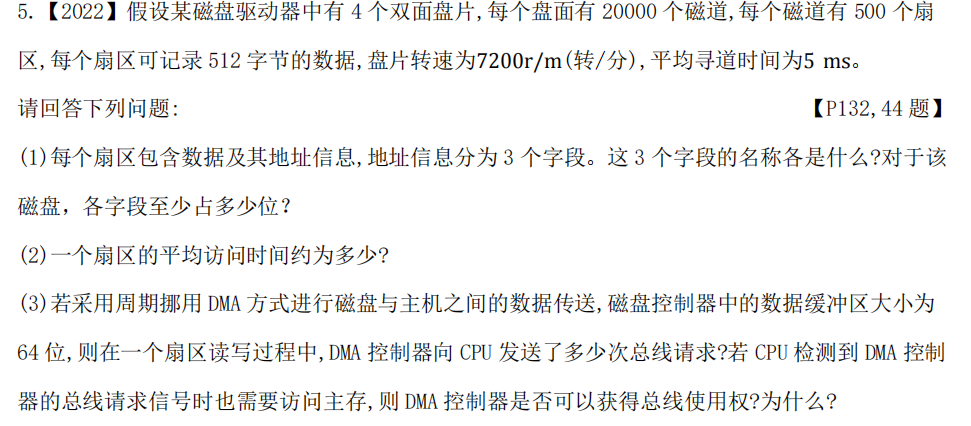 5.【2022】假设某磁盘驱动器中有 4 个双面盘片,每个盘面有 20000 个磁道,每个磁道有 500 个扇
区,每个扇区可记录 512 字节的数据,盘片转速为7200r/m(转/分),平均寻道时间为5 ms。
请回答下列问题: 【P132,44 题】
(1)每个扇区包含数据及其地址信息,地址信息分为 3 个字段。这 3 个字段的名称各是什么?对于该
磁盘，各字段至少占多少位?
(2)一个扇区的平均访问时间约为多少?
(3)若采用周期挪用 DMA 方式进行磁盘与主机之间的数据传送,磁盘控制器中的数据缓冲区大小为
64 位,则在一个扇区读写过程中,DMA 控制器向 CPU 发送了多少次总线请求?若 CPU 检测到 DMA 控制
器的总线请求信号时也需要访问主存,则 DMA 控制器是否可以获得总线使用权?为什么?